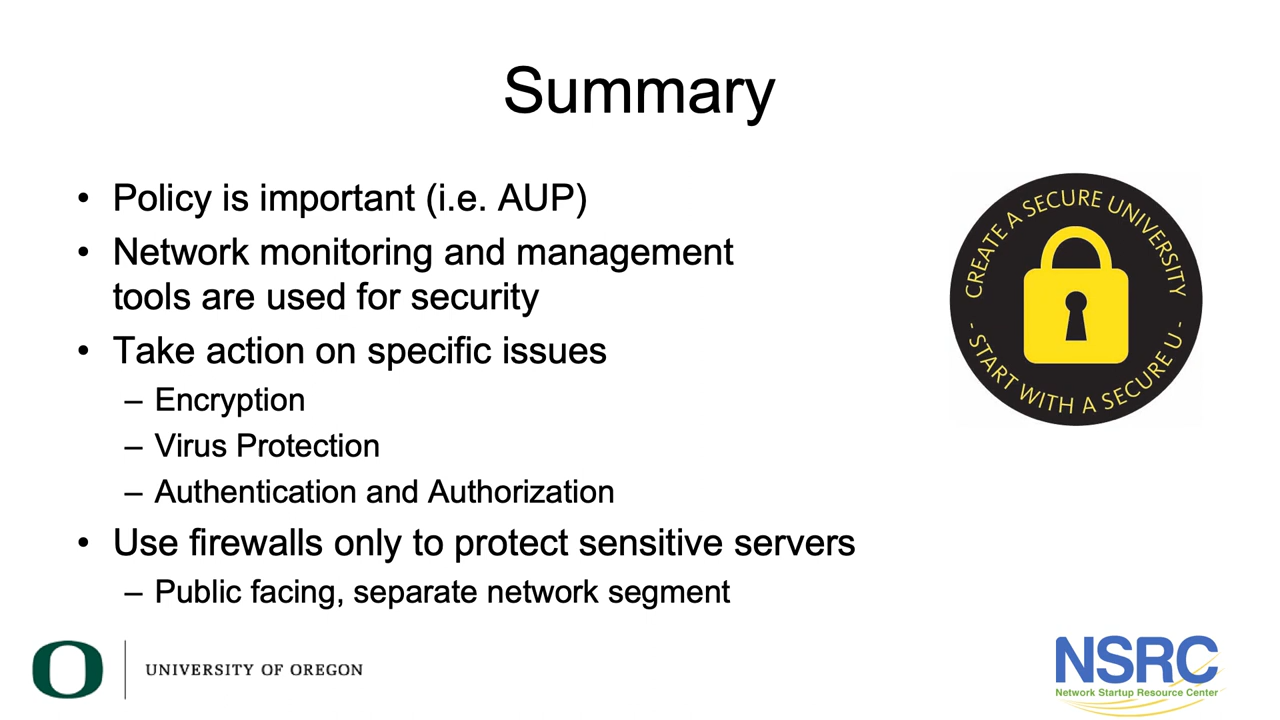 Summary
• Policy is important (i.e. AUP)
• Network monitoring and management
tools are used for security
• Take action on specific issues
– Encryption
– Virus Protection
– Authentication and Authorization
• Use firewalls only to protect sensitive servers
– Public facing, separate network segment
CREATE A SECURE UNIVERSITY
- START WITH A SECURE U -
O
UNIVERSITY OF OREGON
NSRC
Network Startup Resource Center